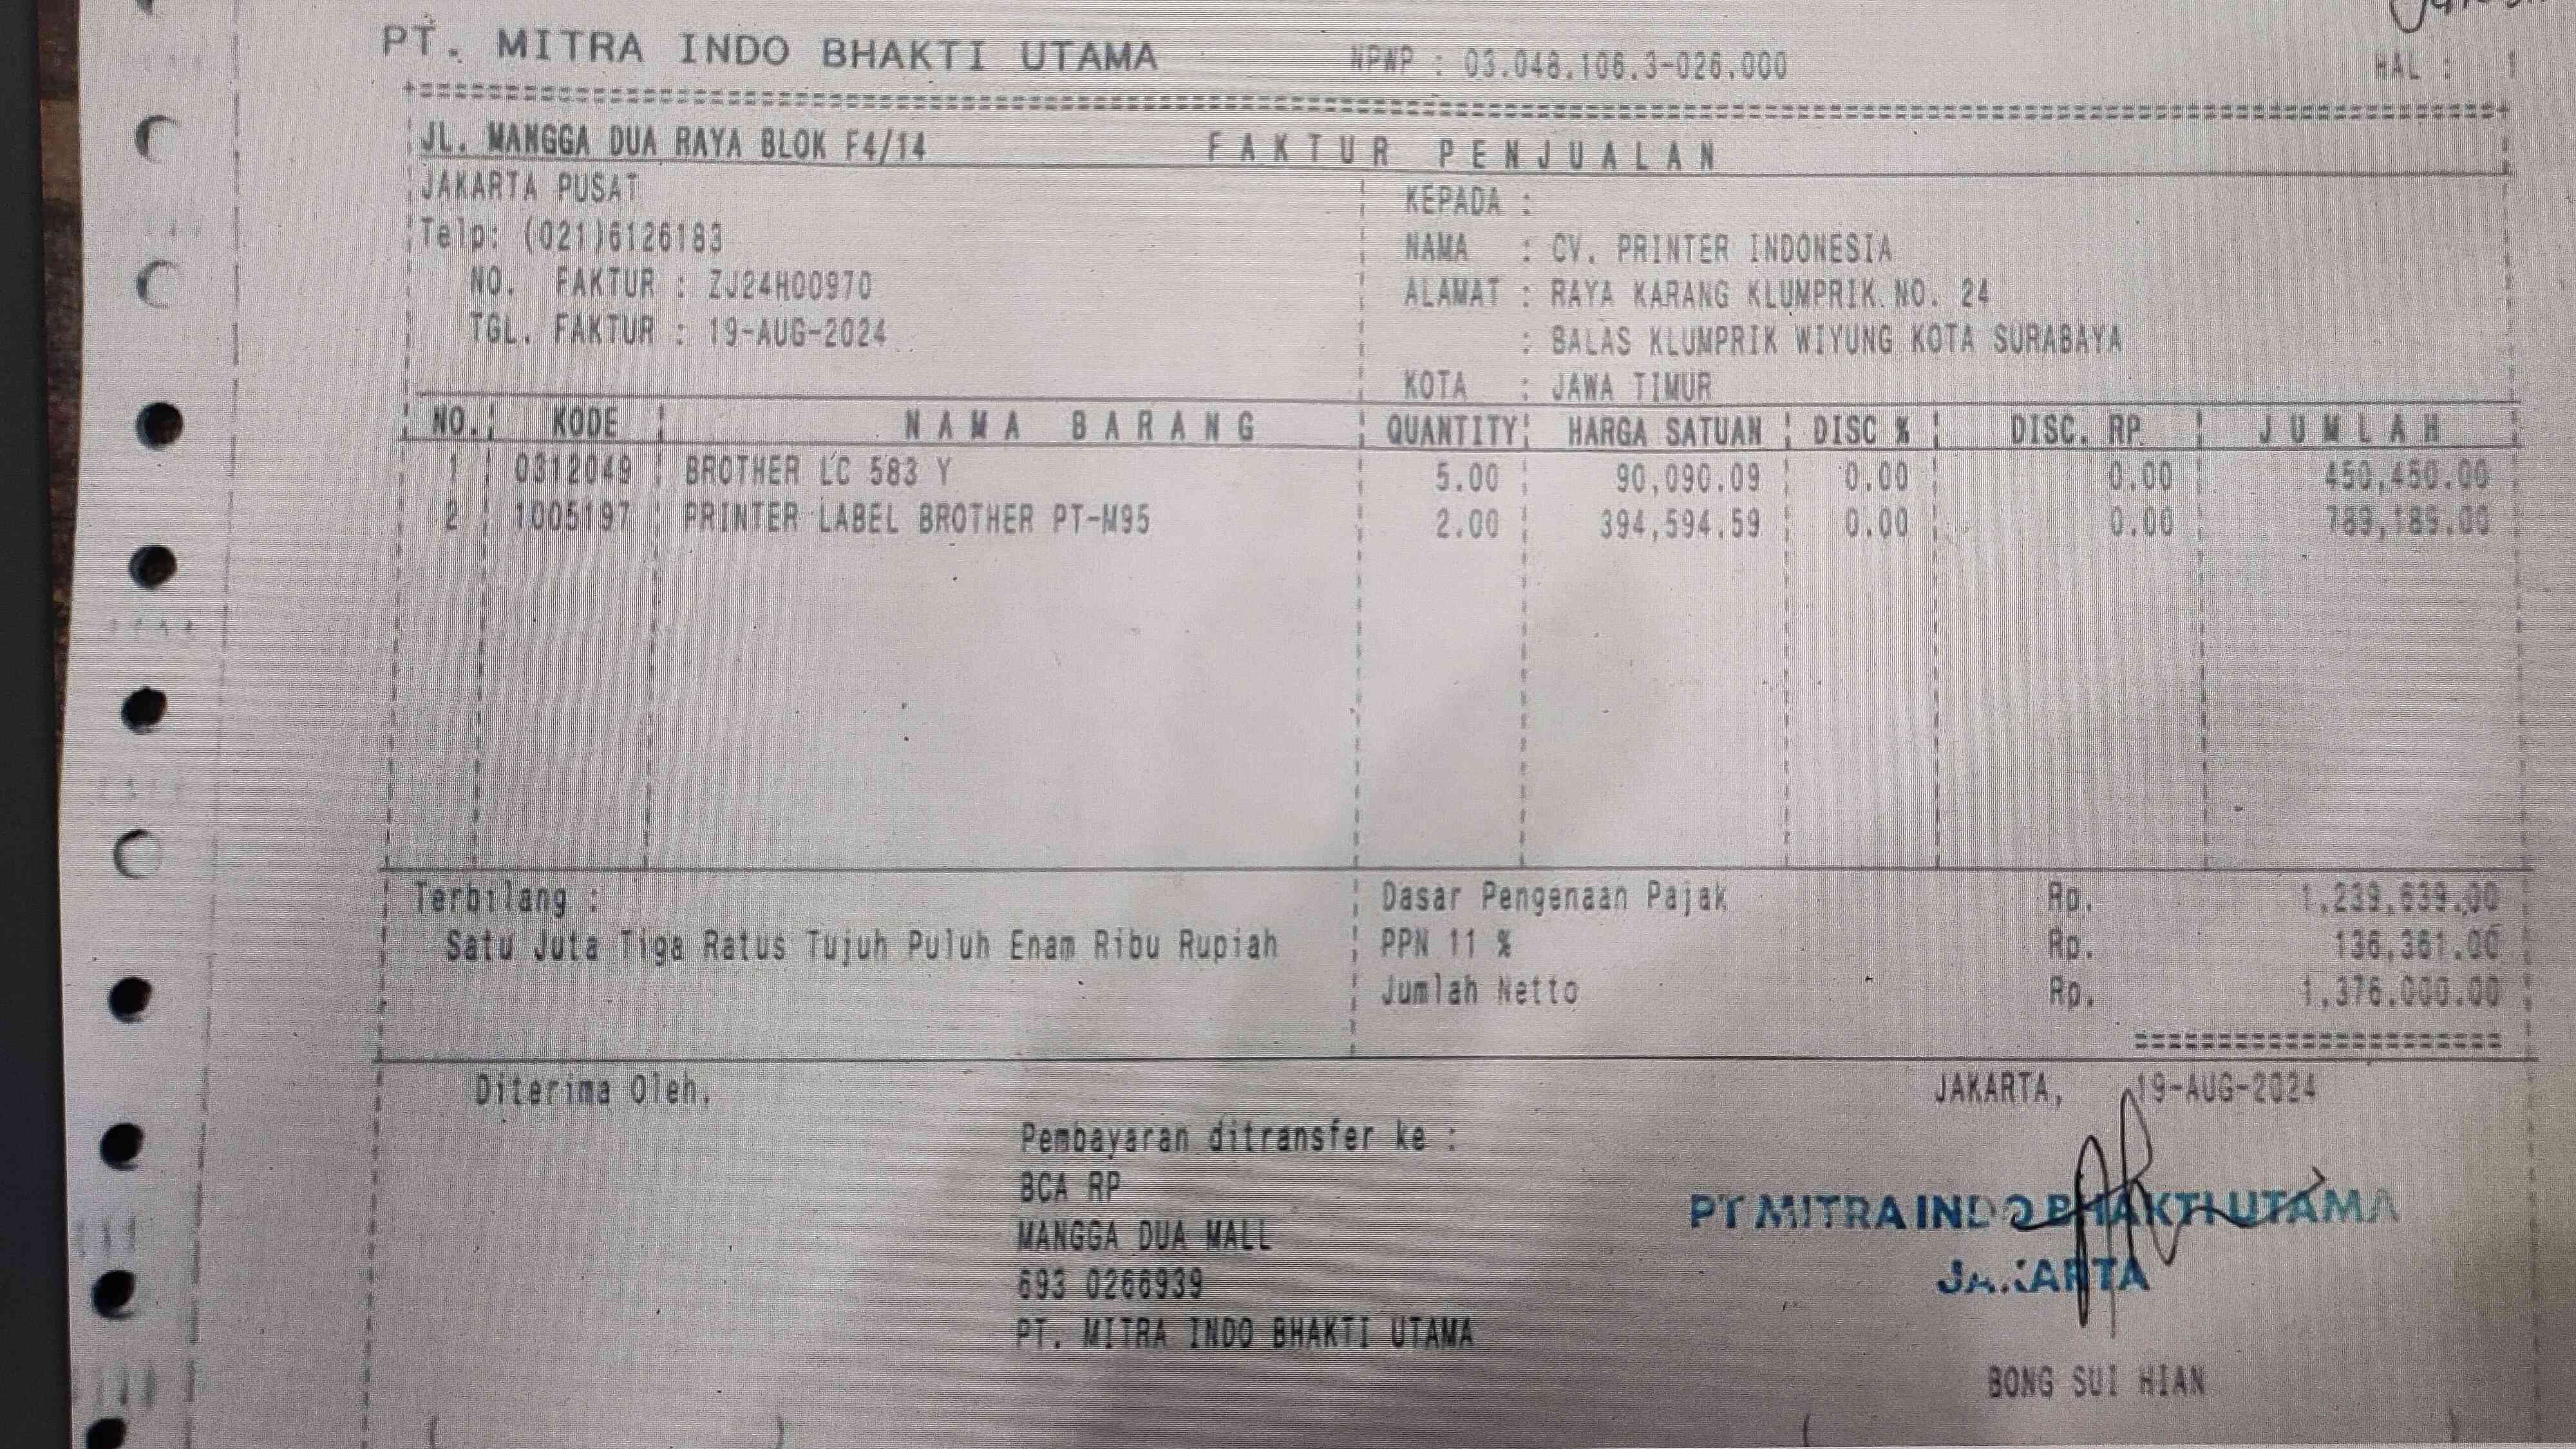 PT. MITRA INDO BHAKTI UTAMA NPWP : 03.048.106.3-026.000 HAL : 1
JL. MANGGA DUA RAYA BLOK F4/14 FAKTUR PENJUALAN
JAKARTA PUSAT
Telp: (021)6126183
NO. FAKTUR : ZJ24H00970
TGL. FAKTUR : 19-AUG-2024
KEPADA :
NAMA : CV. PRINTER INDONESIA
ALAMAT : RAYA KARANG KLUMPRIK NO. 24
: BALAS KLUMPRIK WIYUNG KOTA SURABAYA
KOTA : JAWA TIMUR
NO. KODE NAMA BARANG QUANTITY HARGA SATUAN DISC % DISC. RP JUMLAH
1 0312049 BROTHER LC 583 Y 5.00 90,090.09 0.00 0.00 450,450.00
2 1005197 PRINTER LABEL BROTHER PT-M95 2.00 394,594.59 0.00 0.00 789,189.00
Terbilang :
Satu Juta Tiga Ratus Tujuh Puluh Enam Ribu Rupiah
Dasar Pengenaan Pajak Rp. 1,239,639.00
PPN 11 % Rp. 136,361.00
Jumlah Netto Rp. 1,376,000.00
Diterima Oleh,
Pembayaran ditransfer ke :
BCA RP
MANGGA DUA MALL
693 0266939
PT. MITRA INDO BHAKTI UTAMA
JAKARTA, 19-AUG-2024
PT MITRA INDO BHAKTI UTAMA
JAKARTA
BONG SUI HIAN